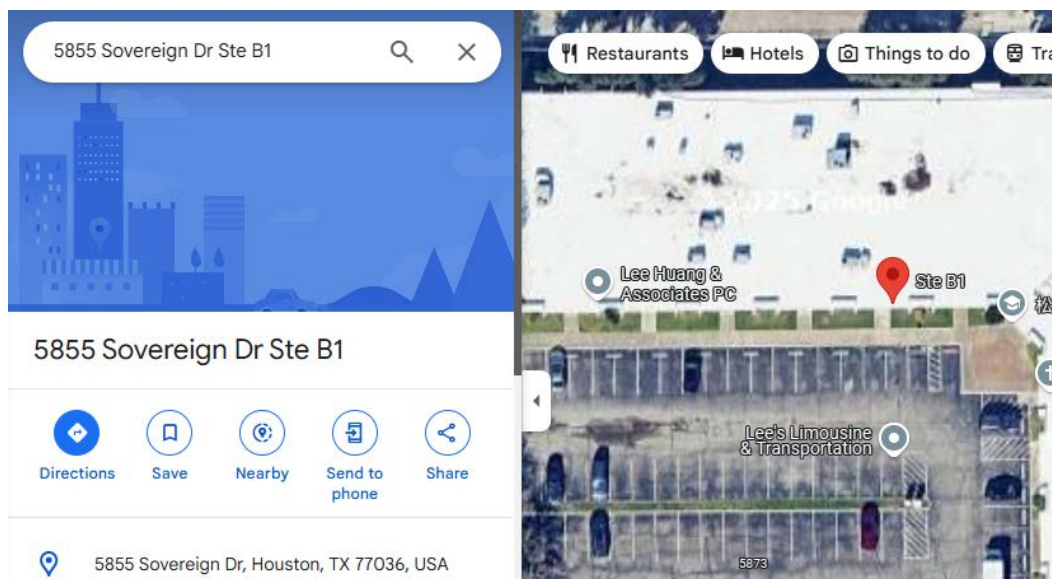 5855 Sovereign Dr Ste B1
Restaurants
Hotels
Things to do
Tra
Lee Huang &
Associates PC
Ste B1
松
Lee's Limousine
& Transportation
5873
5855 Sovereign Dr Ste B1
Directions
Save
Nearby
Send to
phone
Share
5855 Sovereign Dr, Houston, TX 77036, USA